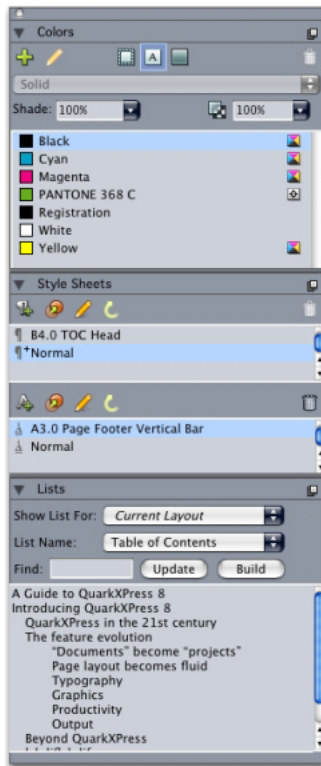 Colors
A
Solid
Shade: 100% 100%
Black
Cyan
Magenta
PANTONE 368 C
Registration
White
Yellow
Style Sheets
B4.0 TOC Head
Normal
A3.0 Page Footer Vertical Bar
Normal
Lists
Show List For: Current Layout
List Name: Table of Contents
Find: Update Build
A Guide to QuarkXPress 8
Introducing QuarkXPress 8
QuarkXPress in the 21st century
The feature evolution
“Documents” become “projects”
Page layout becomes fluid
Typography
Graphics
Productivity
Output
Beyond QuarkXPress